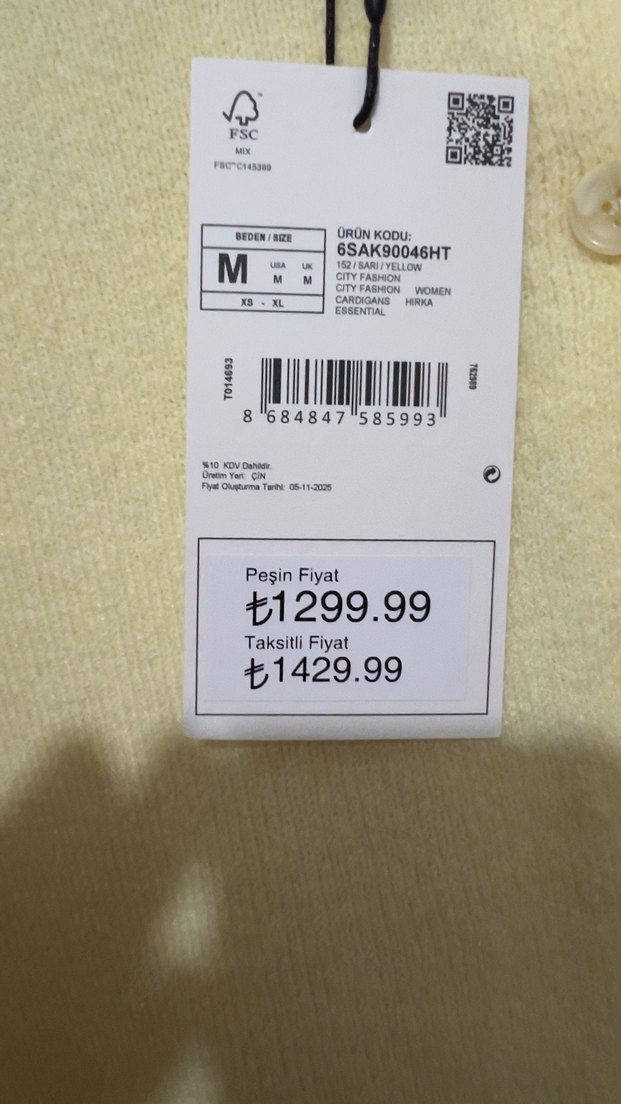 FSC
MIX
FSC™C145389
BEDEN / SIZE
M
USA UK
M M
XS - XL
ÜRÜN KODU:
6SAK90046HT
152 / SARI / YELLOW
CITY FASHION
CITY FASHION WOMEN
CARDIGANS HIRKA
ESSENTIAL
T014693
8 684847 585993
%10 KDV Dahildir.
Üretim Yeri: ÇİN
Fiyat Oluşturma Tarihi: 05-11-2025
Peşin Fiyat
₺1299.99
Taksitli Fiyat
₺1429.99